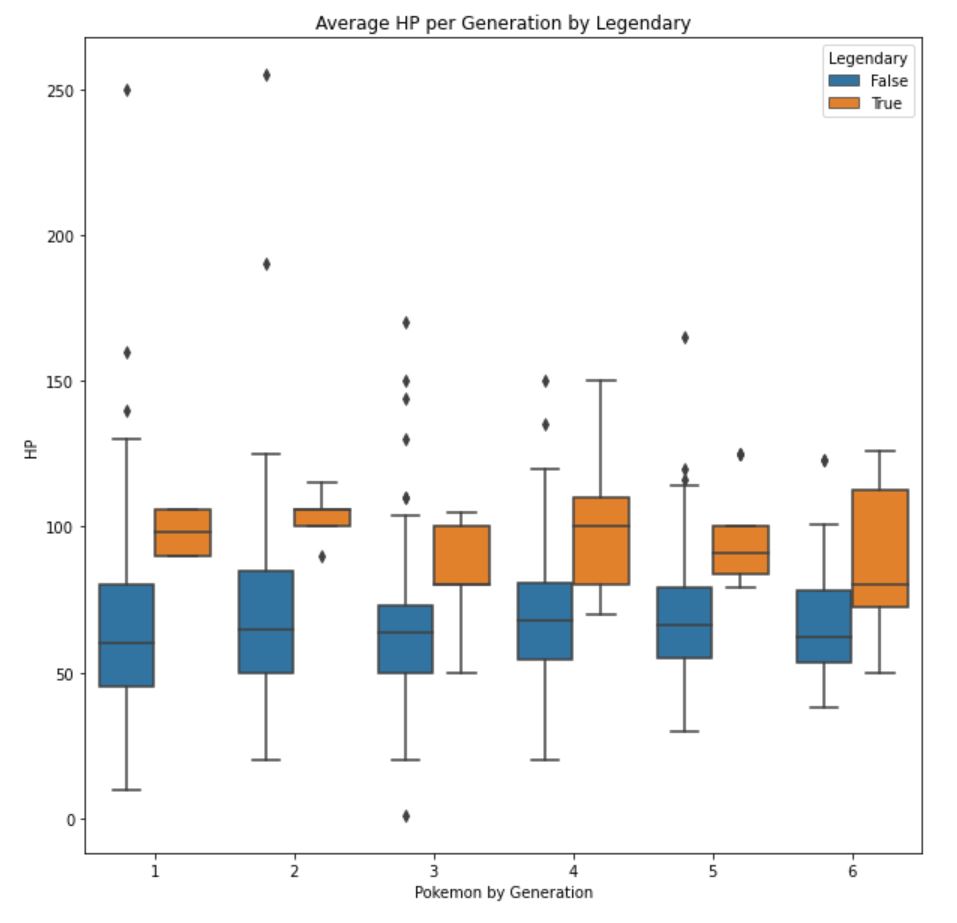 Average HP per Generation by Legendary
Legendary
False
True
250
200
150
100
50
0
HP
1 2 3 4 5 6
Pokemon by Generation